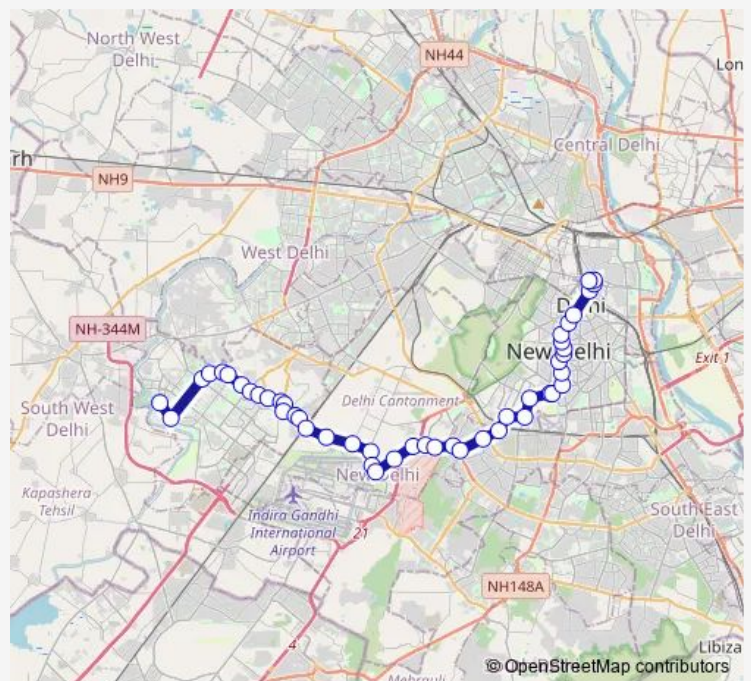 North West
Delhi
NH44
Lon
Central Delhi
rh
NH9
West Delhi
Delhi
NH-344M
New Delhi
Exit 1
South West
Delhi
Delhi Cantonment
New Delhi
Kapashera
Tehsil
Indira Gandhi
International
Airport
21
South East
Delhi
NH148A
4
Libiza
Mehrauli
© OpenStreetMap contributors